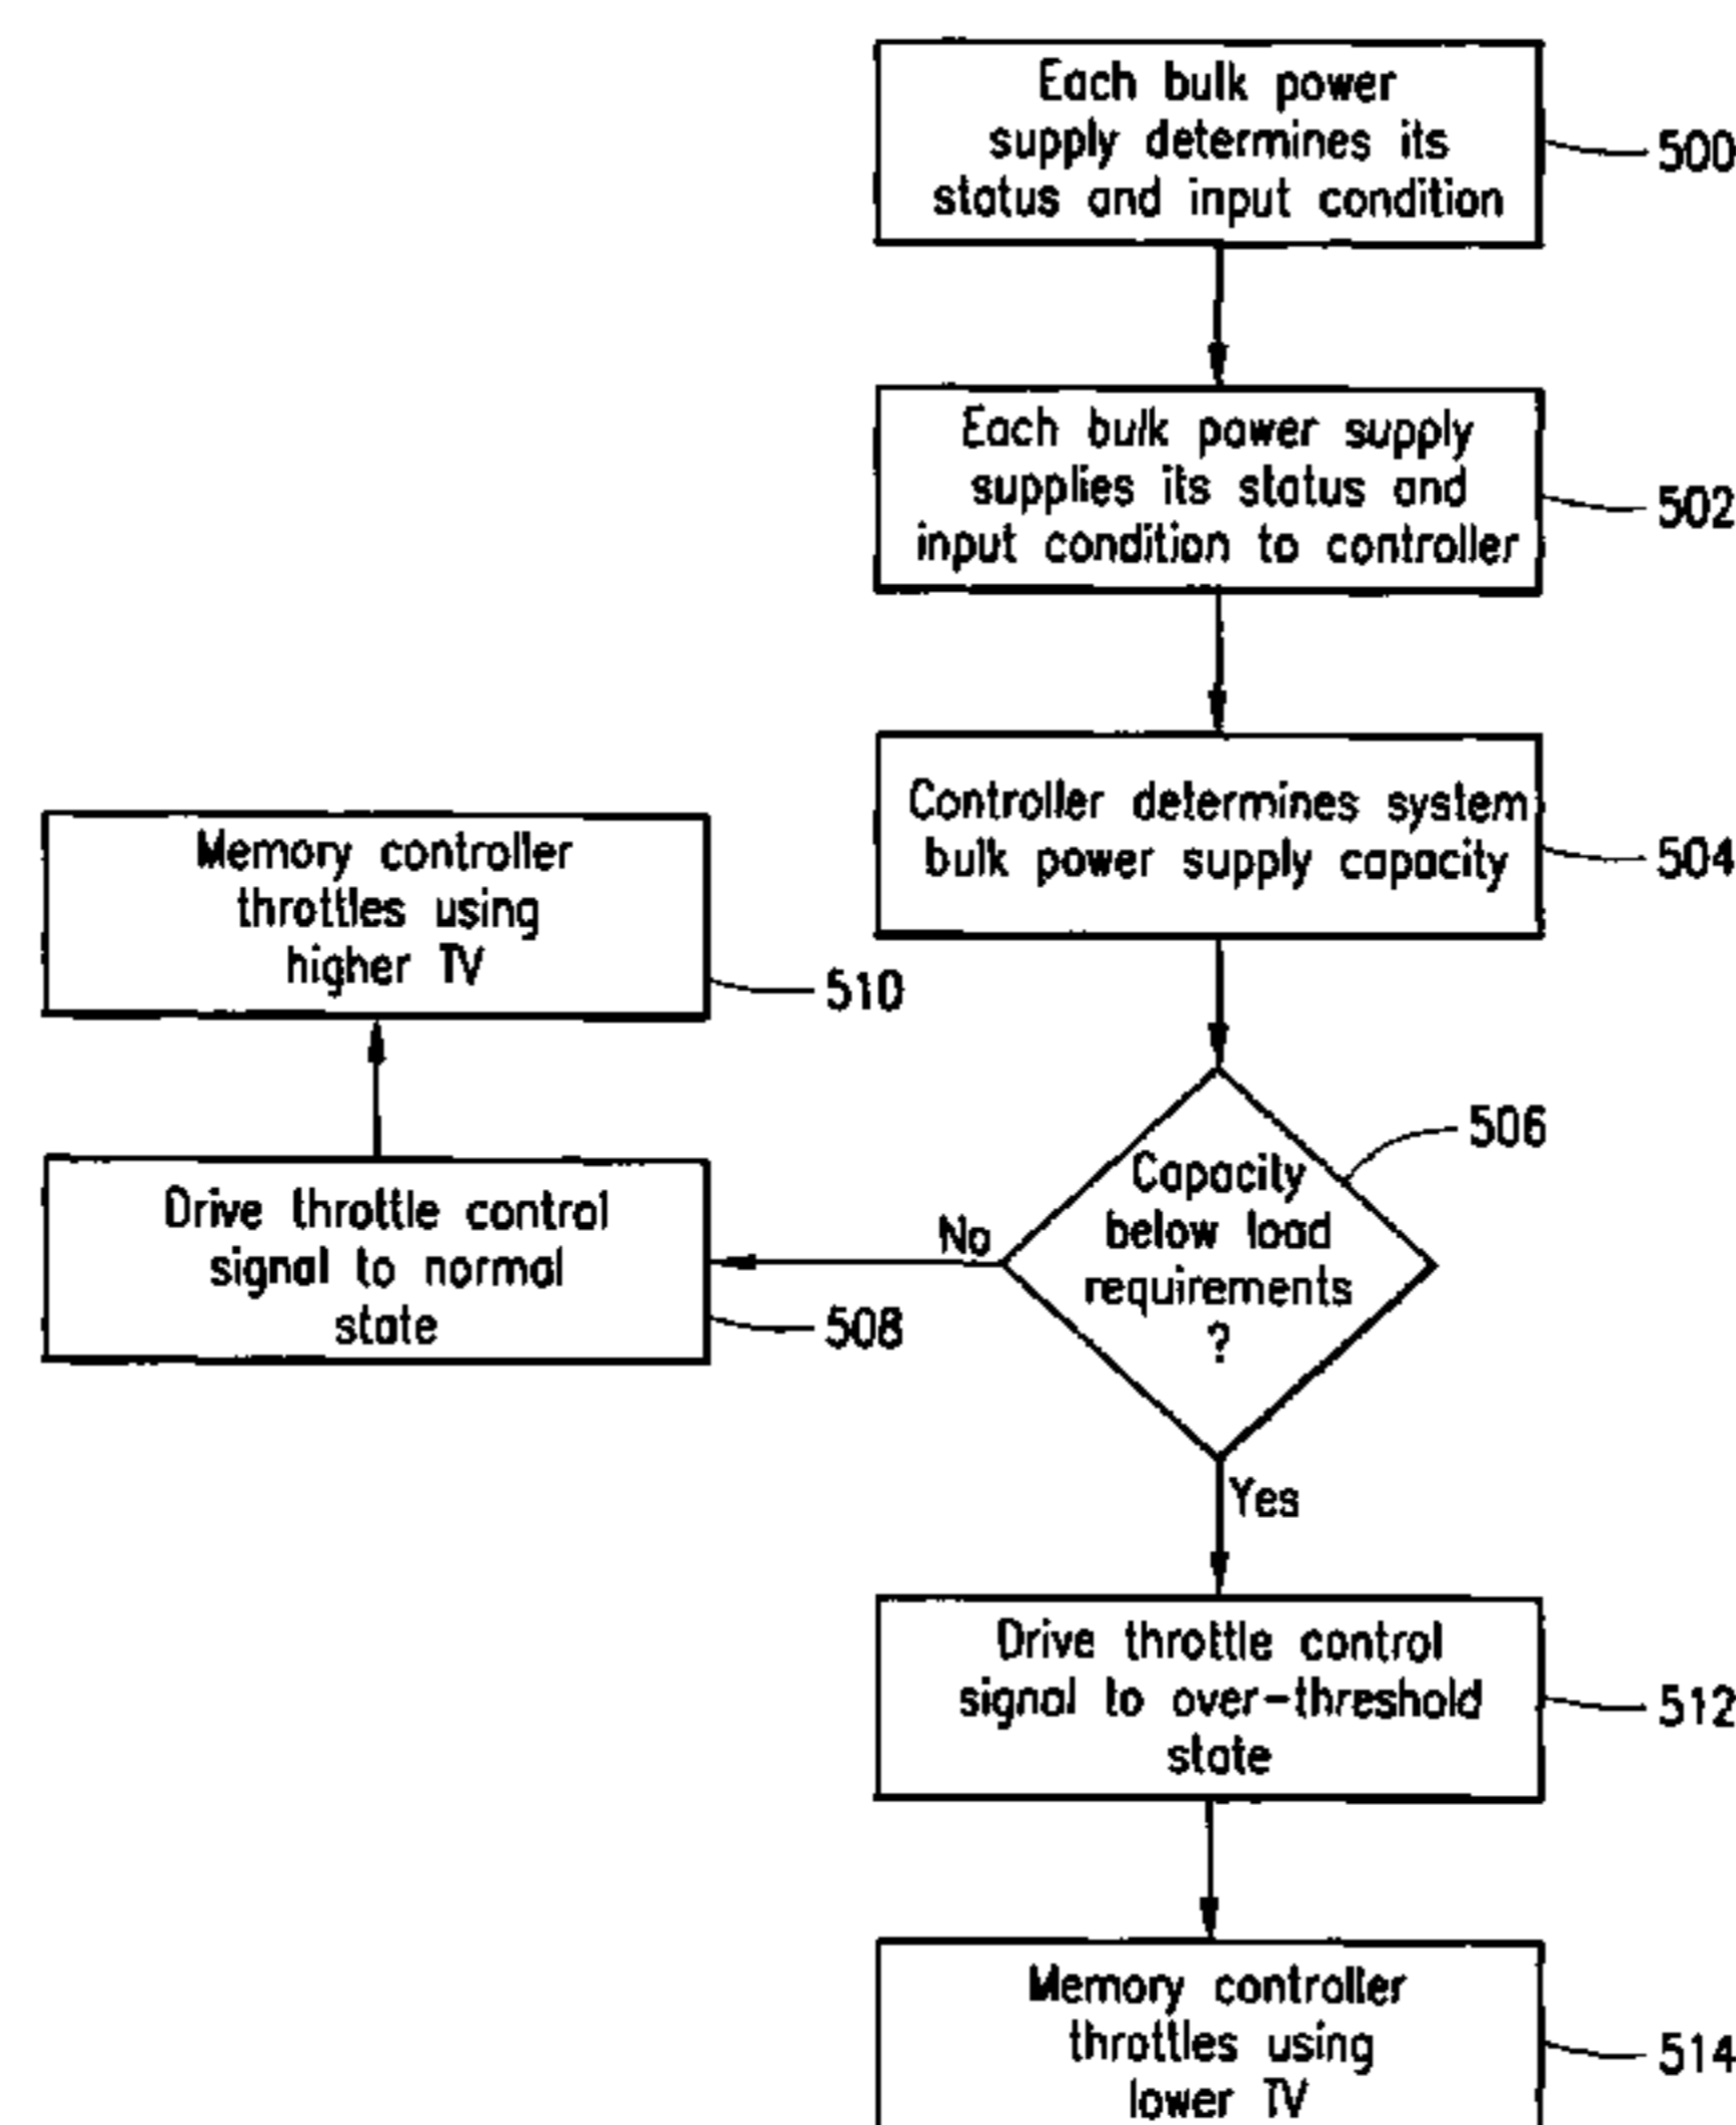 Each bulk power
supply determines its
status and input condition
500
Each bulk power supply
supplies its status and
input condition to controller
502
Controller determines system
bulk power supply capacity
504
Memory controller
throttles using
higher TV
510
Capacity
below load
requirements
?
506
No
Drive throttle control
signal to normal
state
508
Yes
Drive throttle control
signal to over-threshold
state
512
Memory controller
throttles using
lower TV
514